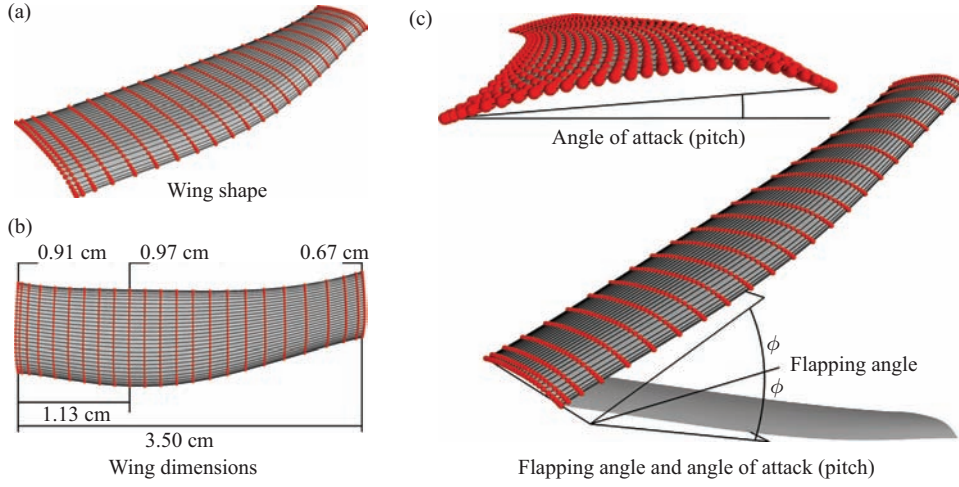 (a)
Wing shape
(b)
0.91 cm 0.97 cm 0.67 cm
1.13 cm
3.50 cm
Wing dimensions
(c)
Angle of attack (pitch)
ϕ
Flapping angle
ϕ
Flapping angle and angle of attack (pitch)